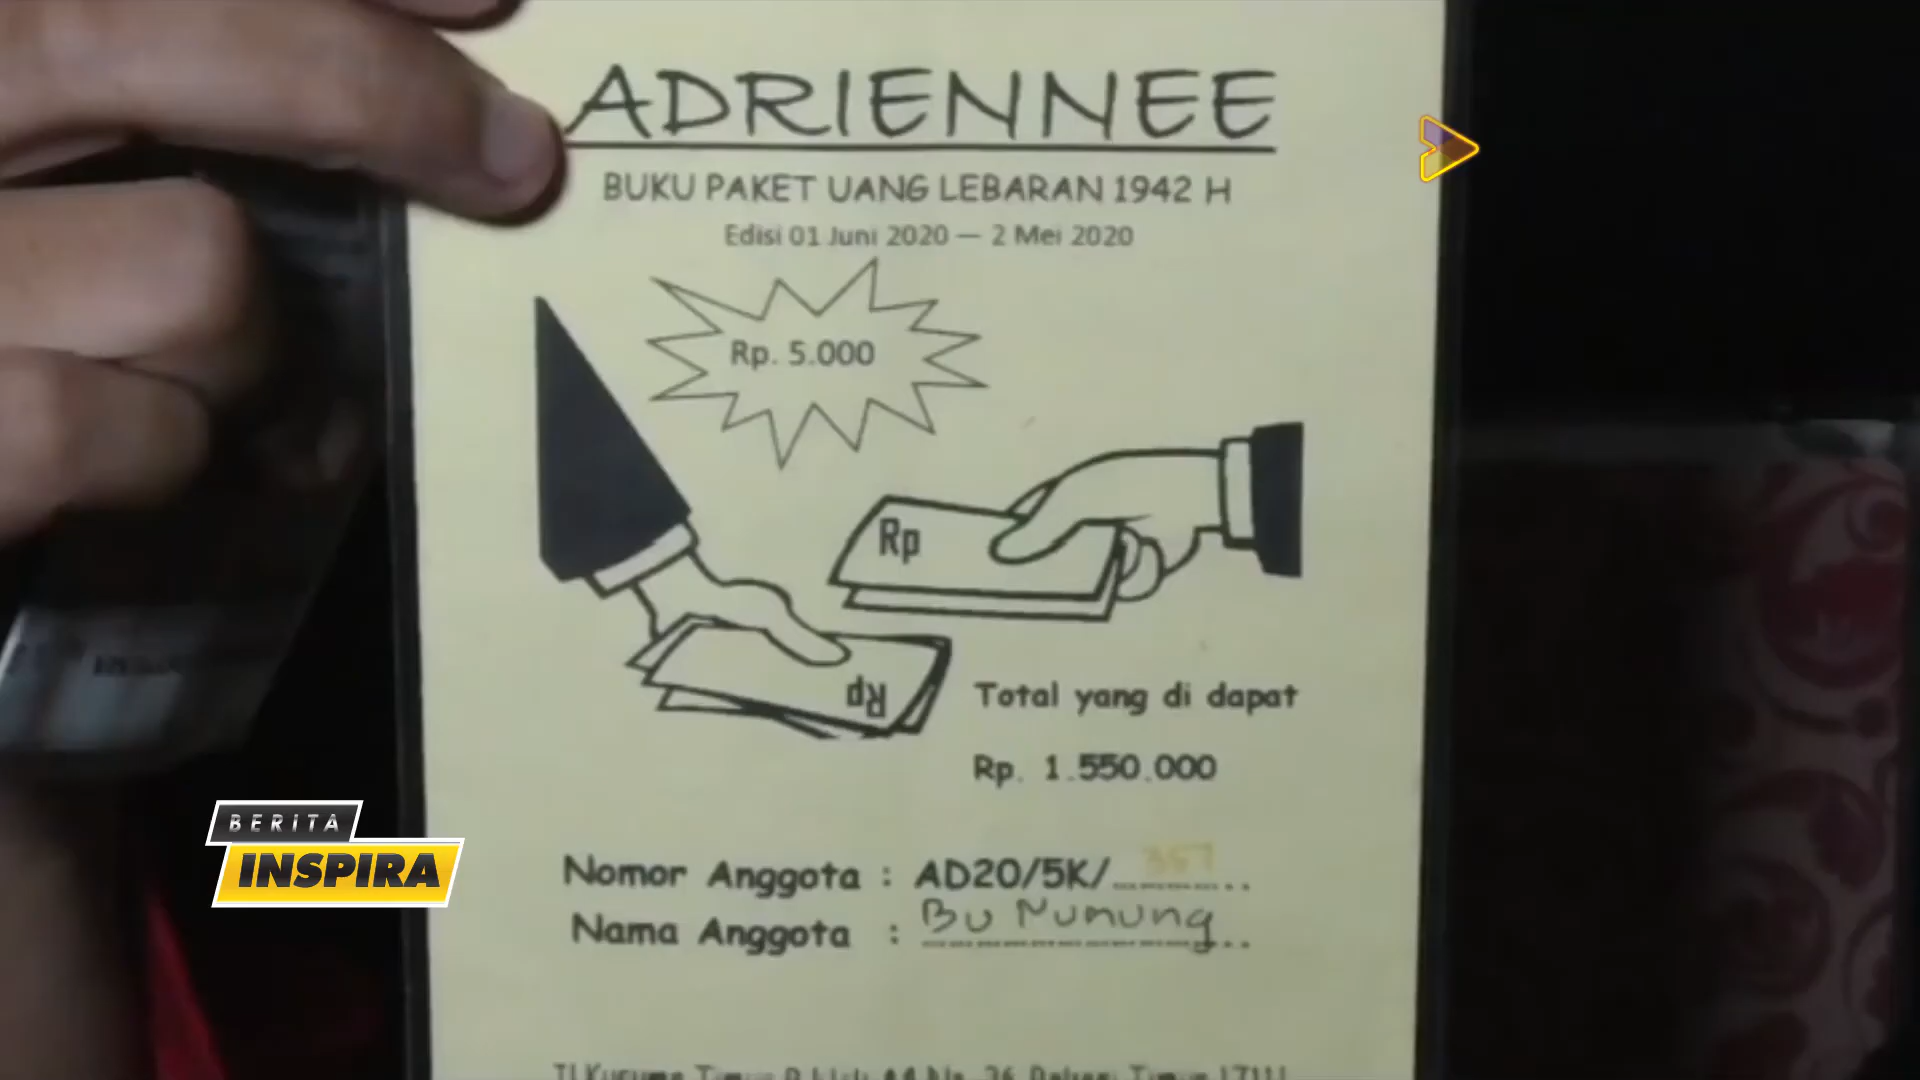 ADRIENNEE
BUKU PAKET UANG LEBARAN 1942 H
Edisi 01 Juni 2020 — 2 Mei 2020
Rp. 5.000
Rp
Rp
Total yang di dapat
Rp. 1.550.000
Nomor Anggota : AD20/5K/ 357
Nama Anggota : Bu Nunung
BERITA
INSPIRA